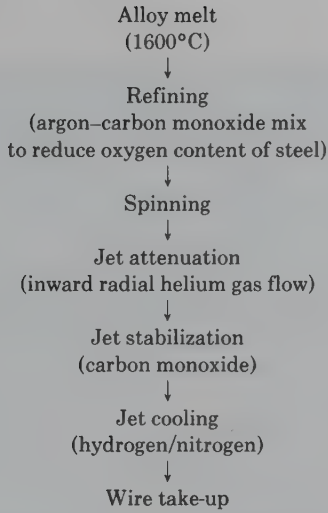 Alloy melt
(1600°C)
↓
Refining
(argon–carbon monoxide mix
to reduce oxygen content of steel)
↓
Spinning
↓
Jet attenuation
(inward radial helium gas flow)
↓
Jet stabilization
(carbon monoxide)
↓
Jet cooling
(hydrogen/nitrogen)
↓
Wire take-up